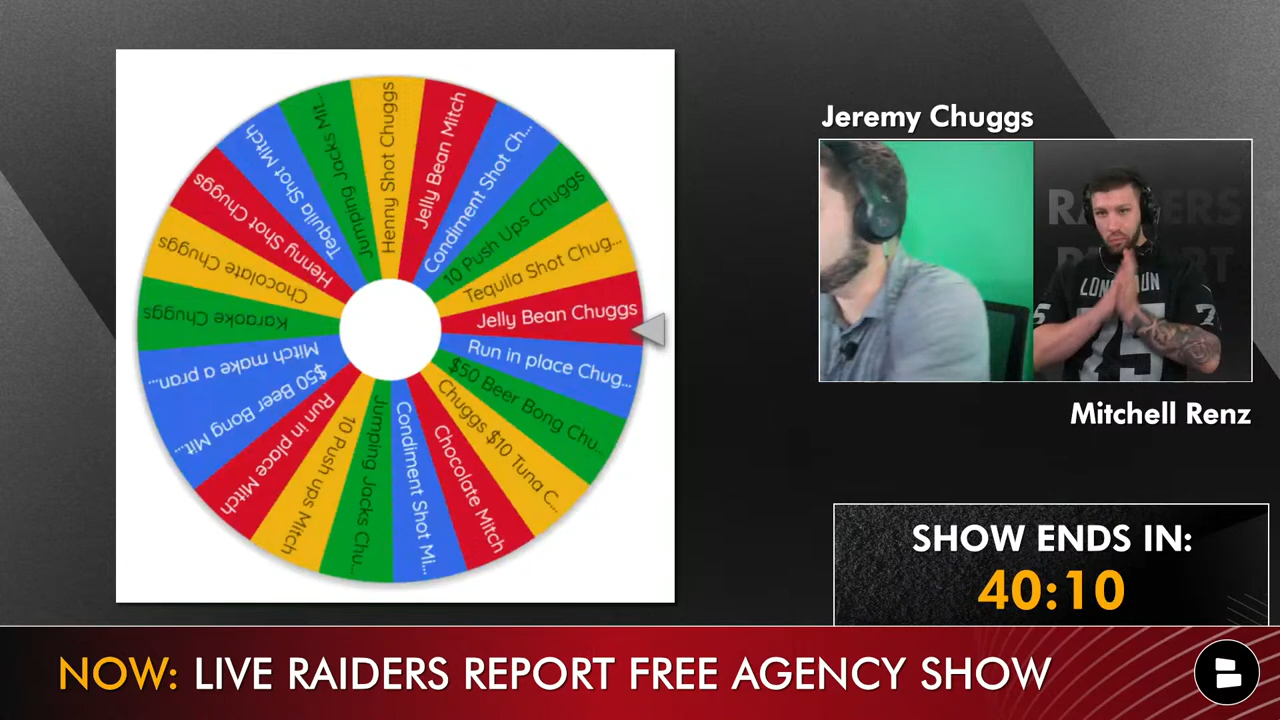 Henny Shot Chuggs
Jelly Bean Mitch
Condiment Shot Ch...
10 Push Ups Chuggs
Tequila Shot Chug...
Jelly Bean Chuggs
Run in place Chug...
$50 Beer Bong Chu...
Chuggs $10 Tuna C...
Chocolate Mitch
Condiment Shot Mi...
Jumping Jacks Chu...
10 Push ups Mitch
Run in place Mitch
$50 Beer Bong Mit...
Mitch make a pran...
Karaoke Chuggs
Chocolate Chuggs
Henny Shot Chuggs
Tequila Shot Mitch
Jumping Jacks Mit...
Jeremy Chuggs
RAIDERS
REPORT
75
Mitchell Renz
SHOW ENDS IN:
40:10
NOW: LIVE RAIDERS REPORT FREE AGENCY SHOW